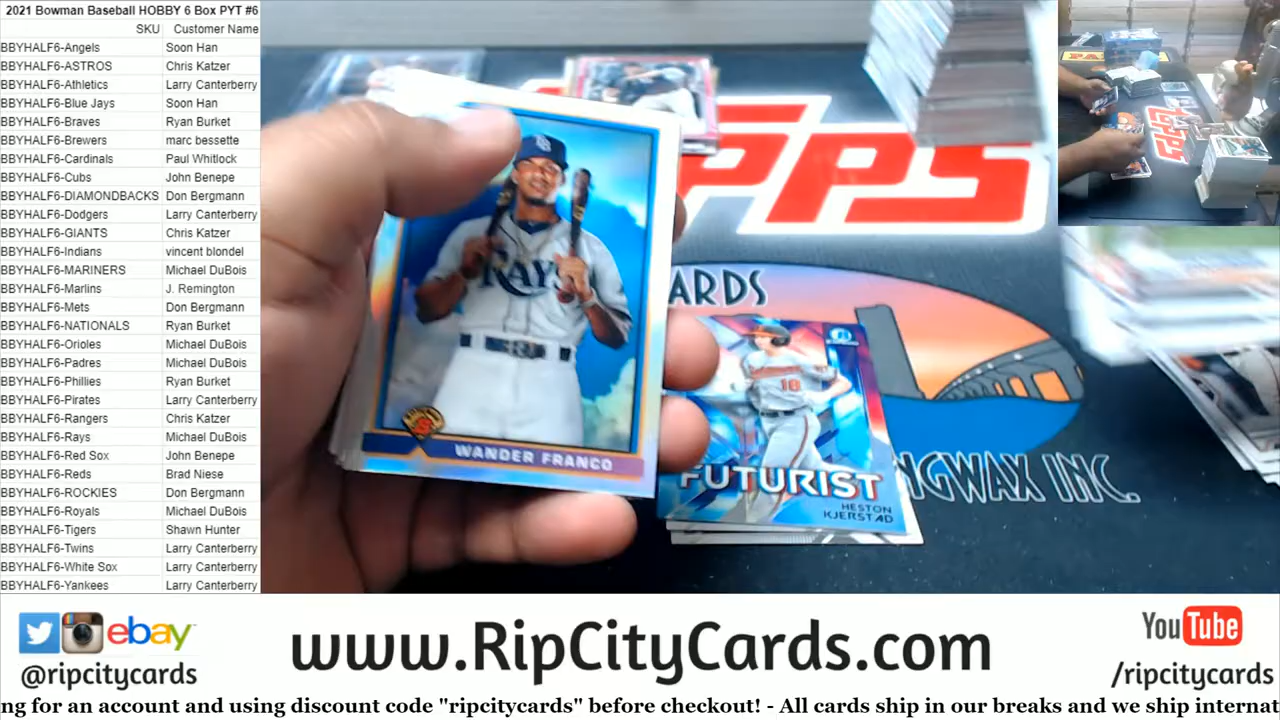 2021 Bowman Baseball HOBBY 6 Box PYT #6
SKU Customer Name
BBYHALF6-Angels Soon Han
BBYHALF6-ASTROS Chris Katzer
BBYHALF6-Athletics Larry Canterberry
BBYHALF6-Blue Jays Soon Han
BBYHALF6-Braves Ryan Burket
BBYHALF6-Brewers marc bessette
BBYHALF6-Cardinals Paul Whitlock
BBYHALF6-Cubs John Benepe
BBYHALF6-DIAMONDBACKS Don Bergmann
BBYHALF6-Dodgers Larry Canterberry
BBYHALF6-GIANTS Chris Katzer
BBYHALF6-Indians vincent blondel
BBYHALF6-MARINERS Michael DuBois
BBYHALF6-Marlins J. Remington
BBYHALF6-Mets Don Bergmann
BBYHALF6-NATIONALS Ryan Burket
BBYHALF6-Orioles Michael DuBois
BBYHALF6-Padres Michael DuBois
BBYHALF6-Phillies Ryan Burket
BBYHALF6-Pirates Larry Canterberry
BBYHALF6-Rangers Chris Katzer
BBYHALF6-Rays Michael DuBois
BBYHALF6-Red Sox John Benepe
BBYHALF6-Reds Brad Niese
BBYHALF6-ROCKIES Don Bergmann
BBYHALF6-Royals Michael DuBois
BBYHALF6-Tigers Shawn Hunter
BBYHALF6-Twins Larry Canterberry
BBYHALF6-White Sox Larry Canterberry
BBYHALF6-Yankees Larry Canterberry
PPS
ARDS
RAYS
WANDER FRANCO
10
FUTURIST
HESTON
KJERSTAD
NGWAX INC.
ebay
@ripcitycards
www.RipCityCards.com
YouTube
/ripcitycards
ng for an account and using discount code "ripcitycards" before checkout! - All cards ship in our breaks and we ship internat